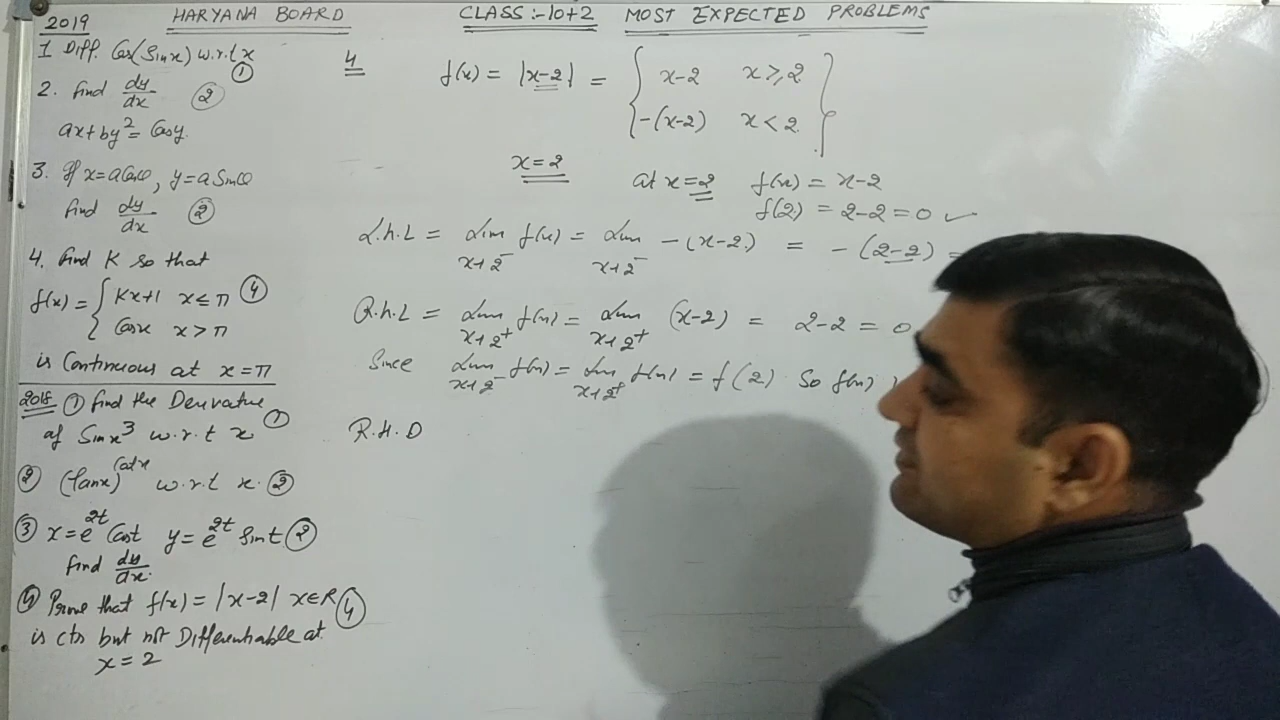 2019 HARYANA BOARD CLASS:-10+2 MOST EXPECTED PROBLEMS
1 Diff. Cos(Sinx) w.r.t x ①
2. find dy/dx ②
ax+by²= Cosy.
3. If x=aCosθ, y=aSinθ
find dy/dx ②
4. find K so that
f(x)= { Kx+1 x≤π ④
Cosx x>π
is Continuous at x=π
2018 ① find the Derivative
of Sinx³ w.r.t x ①
② (tanx)^Cotx w.r.t x. ②
③ x=e^2t Cost y=e^2t Sint ②
find dy/dx.
④ Prove that f(x)=|x-2| x∈R ④
is cts but not Differentiable at
x=2
4
f(x) = |x-2| = { x-2 x≥2
-(x-2) x<2 }
x=2
at x=2 f(x) = x-2
f(2) = 2-2=0 ✓
L.h.L = Lim x→2⁻ f(x) = Lim x→2⁻ -(x-2) = -(2-2) =
R.h.L = Lim x→2⁺ f(x) = Lim x→2⁺ (x-2) = 2-2 = 0
Since Lim x→2⁻ f(x) = Lim x→2⁺ f(x) = f(2) So f(x)
R.H.D